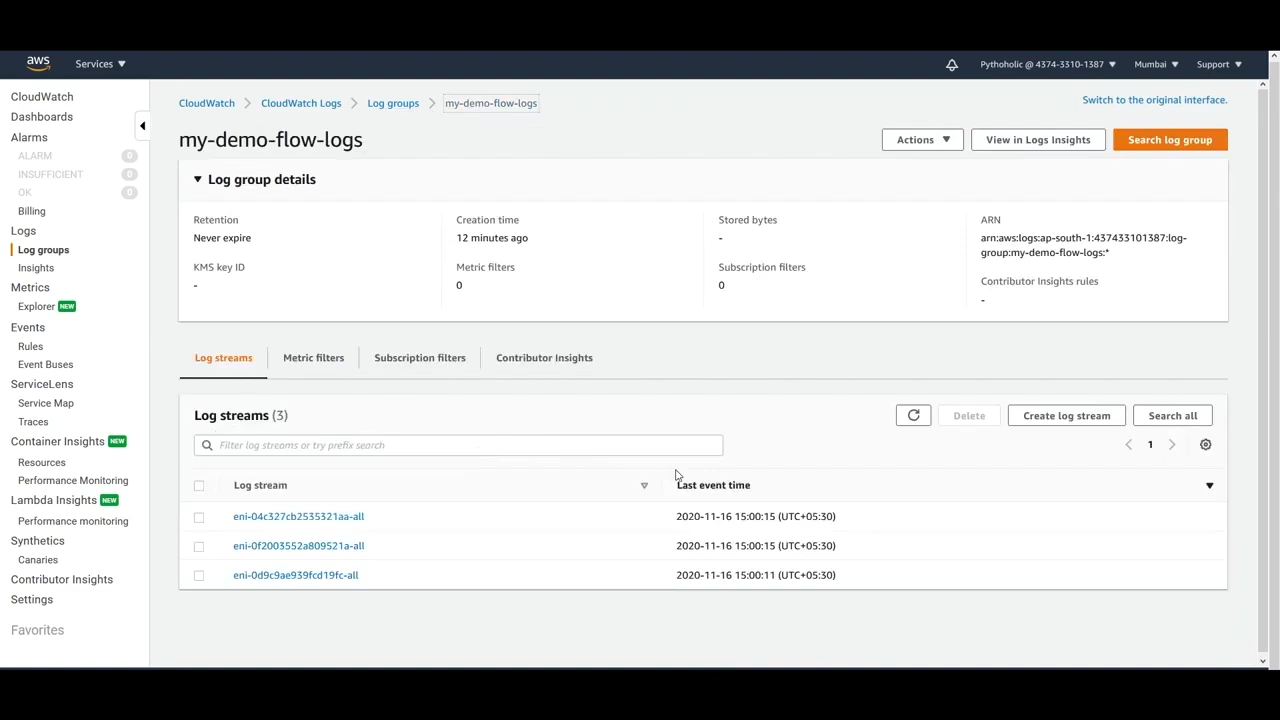 aws Services ▼ Pythoholic @ 4374-3310-1387 ▼ Mumbai ▼ Support ▼
CloudWatch
Dashboards
Alarms
ALARM 0
INSUFFICIENT 0
OK 0
Billing
Logs
Log groups
Insights
Metrics
Explorer NEW
Events
Rules
Event Buses
ServiceLens
Service Map
Traces
Container Insights NEW
Resources
Performance Monitoring
Lambda Insights NEW
Performance monitoring
Synthetics
Canaries
Contributor Insights
Settings
Favorites
CloudWatch > CloudWatch Logs > Log groups > my-demo-flow-logs
Switch to the original interface.
my-demo-flow-logs
Actions ▼ View in Logs Insights Search log group
▼ Log group details
Retention
Never expire
KMS key ID
-
Creation time
12 minutes ago
Metric filters
0
Stored bytes
-
Subscription filters
0
ARN
arn:aws:logs:ap-south-1:437433101387:log-
group:my-demo-flow-logs:*
Contributor Insights rules
-
Log streams Metric filters Subscription filters Contributor Insights
Log streams (3)
Delete Create log stream Search all
Filter log streams or try prefix search
1
Log stream Last event time
eni-04c327cb2535321aa-all 2020-11-16 15:00:15 (UTC+05:30)
eni-0f2003552a809521a-all 2020-11-16 15:00:15 (UTC+05:30)
eni-0d9c9ae939fcd19fc-all 2020-11-16 15:00:11 (UTC+05:30)